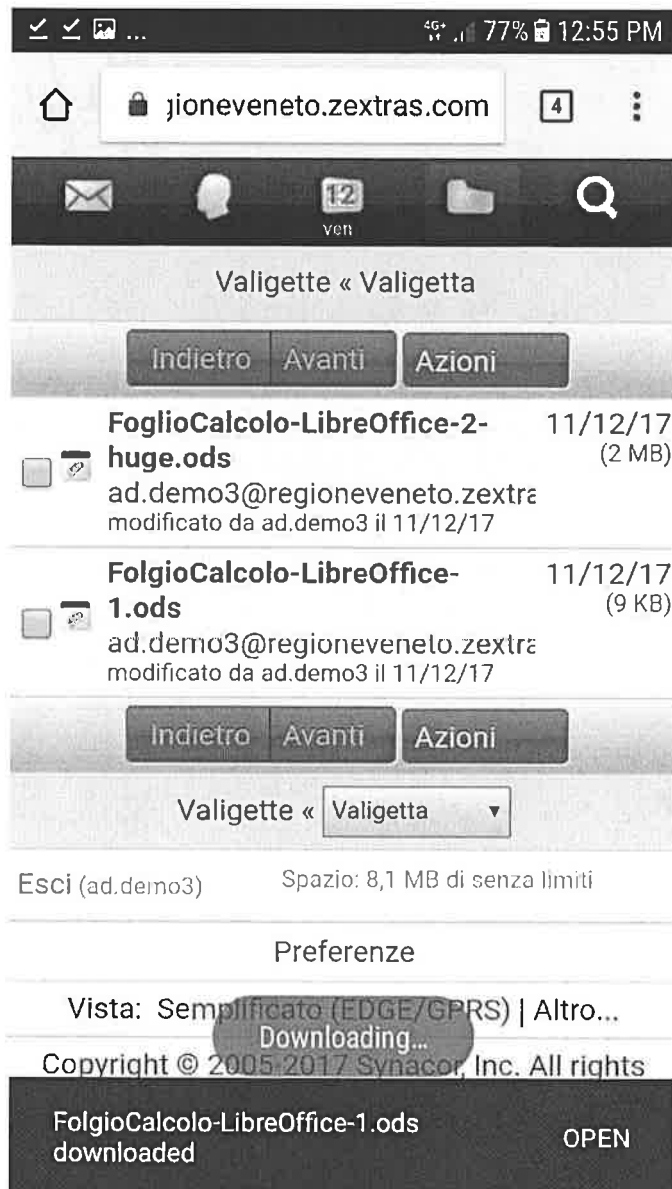 ...
4G+ 77% 12:55 PM
gioneveneto.zextras.com 4
12
ven
Valigette « Valigetta
Indietro Avanti Azioni
FoglioCalcolo-LibreOffice-2- 11/12/17
huge.ods (2 MB)
ad.demo3@regioneveneto.zextra
modificato da ad.demo3 il 11/12/17
FolgioCalcolo-LibreOffice- 11/12/17
1.ods (9 KB)
ad.demo3@regioneveneto.zextra
modificato da ad.demo3 il 11/12/17
Indietro Avanti Azioni
Valigette « Valigetta
Esci (ad.demo3) Spazio: 8,1 MB di senza limiti
Preferenze
Vista: Semplificato (EDGE/GPRS) | Altro...
Downloading...
Copyright © 2005-2017 Synacor, Inc. All rights
FolgioCalcolo-LibreOffice-1.ods
downloaded
OPEN